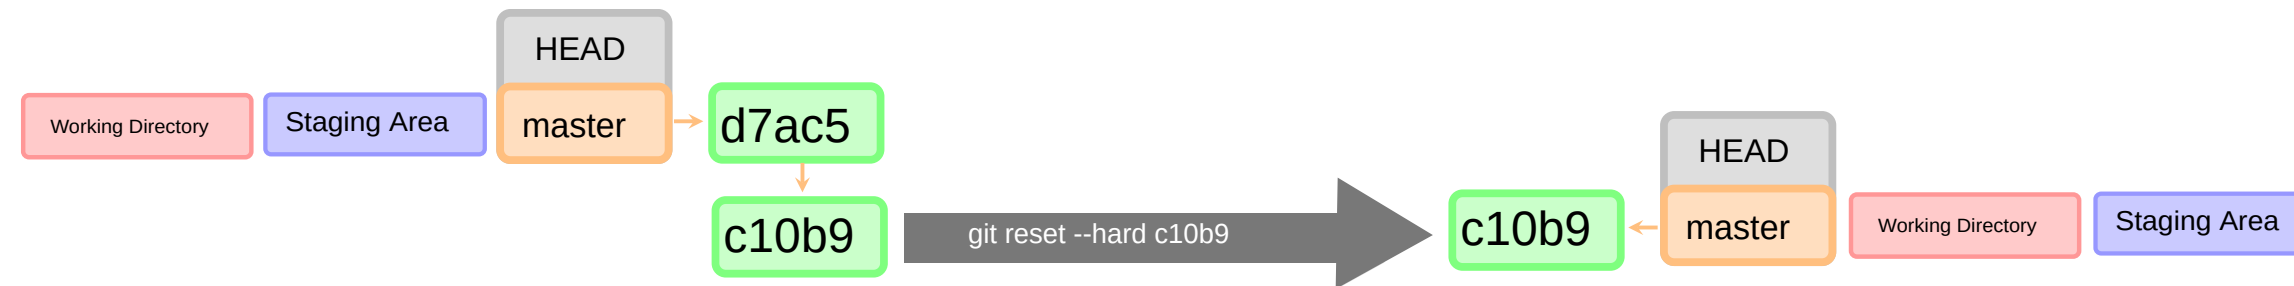 HEAD
Working Directory
Staging Area
master
d7ac5
c10b9
git reset --hard c10b9
c10b9
HEAD
master
Working Directory
Staging Area